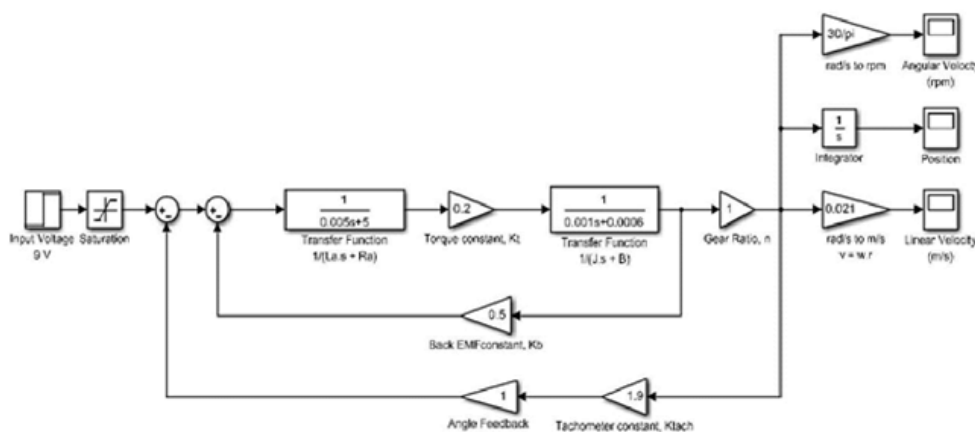 30/pi
rad/s to rpm
Angular Velocty
(rpm)
1
s
Integrator
Position
Input Voltage
9 V
Saturation
+
-
+
-
1
0.005s+5
Transfer Function
1/(La.s + Ra)
0.2
Torque constant, Kt
1
0.001s+0.0006
Transfer Function
1/(J.s + B)
1
Gear Ratio, n
0.021
rad/s to m/s
v = w.r
Linear Velocity
(m/s)
0.5
Back EMFconstant, Kb
1
Angle Feedback
1.9
Tachometer constant, Ktach